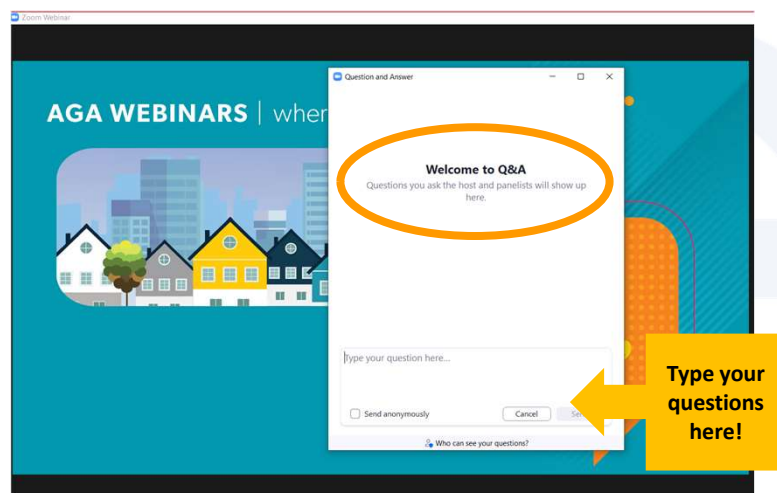 Zoom Webinar
Question and Answer
AGA WEBINARS | wher
Welcome to Q&A
Questions you ask the host and panelists will show up
here.
Type your question here...
Send anonymously
Cancel
Who can see your questions?
Type your
questions
here!